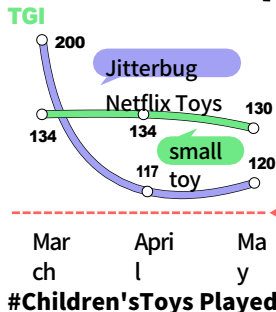 TGI
200
Jitterbug
Netflix Toys
134
134
130
small
toy
117
120
Mar
ch
Apri
l
Ma
y
#Children'sToys Played